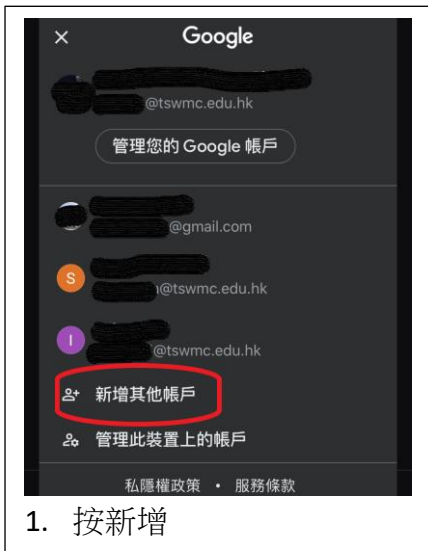 × Google
@tswmc.edu.hk
管理您的 Google 帳戶
@gmail.com
S
@tswmc.edu.hk
I
@tswmc.edu.hk
新增其他帳戶
管理此裝置上的帳戶
私隱權政策 • 服務條款
1. 按新增